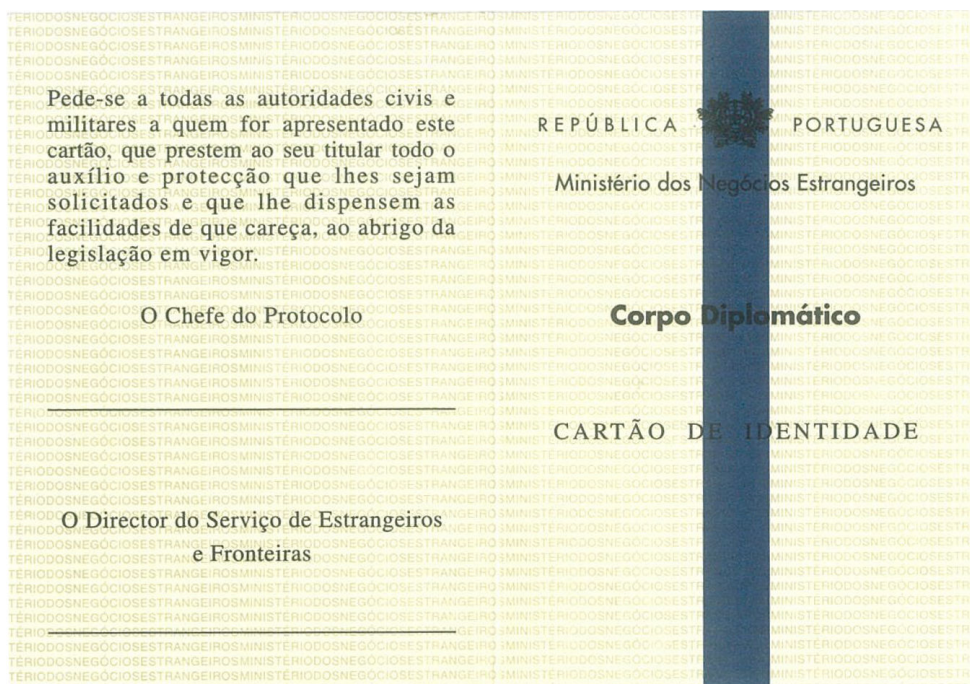 Pede-se a todas as autoridades civis e
militares a quem for apresentado este
cartão, que prestem ao seu titular todo o
auxílio e protecção que lhes sejam
solicitados e que lhe dispensem as
facilidades de que careça, ao abrigo da
legislação em vigor.
O Chefe do Protocolo
O Director do Serviço de Estrangeiros
e Fronteiras
REPÚBLICA PORTUGUESA
Ministério dos Negócios Estrangeiros
Corpo Diplomático
CARTÃO DE IDENTIDADE